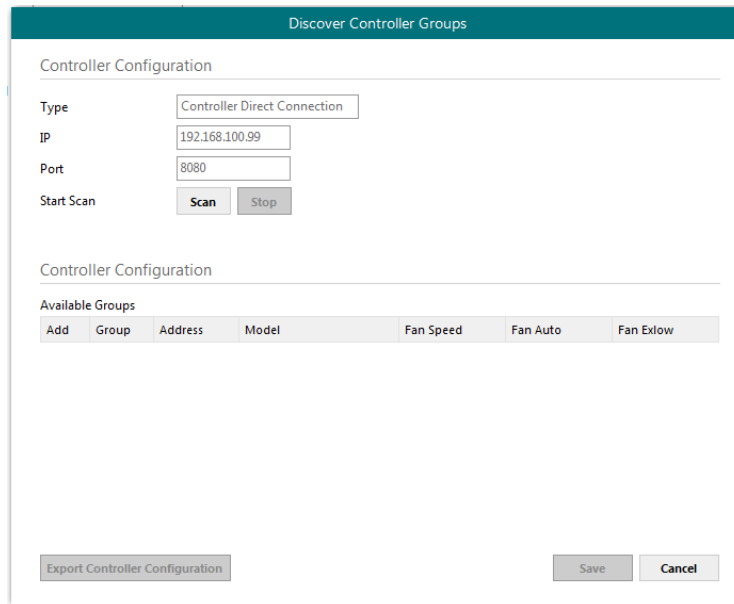 Discover Controller Groups
Controller Configuration
Type Controller Direct Connection
IP 192.168.100.99
Port 8080
Start Scan Scan Stop
Controller Configuration
Available Groups
Add Group Address Model Fan Speed Fan Auto Fan Exlow
Export Controller Configuration Save Cancel